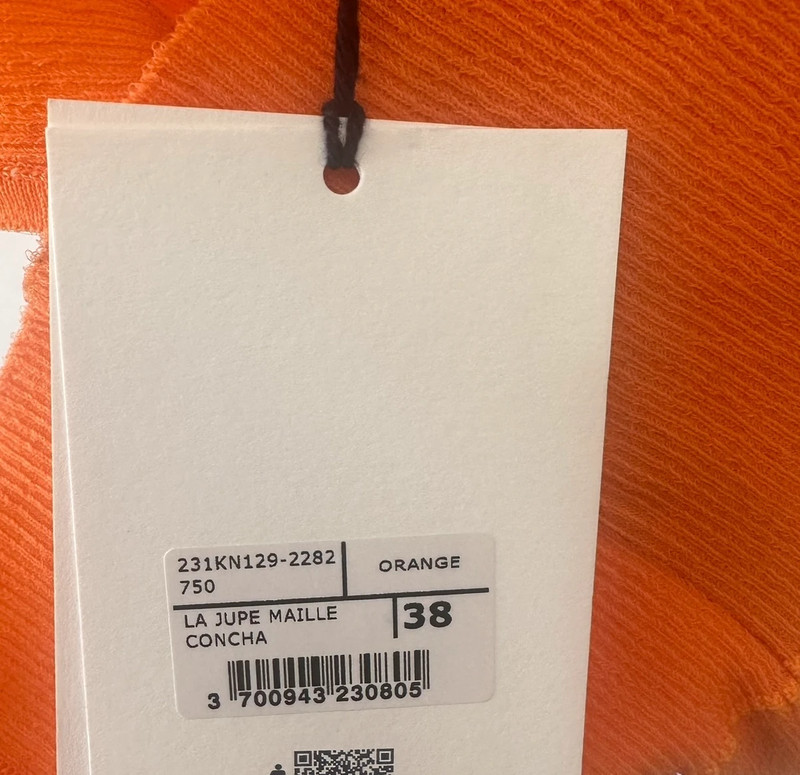 231KN129-2282
750
ORANGE
LA JUPE MAILLE
CONCHA
38
3 700943 230805